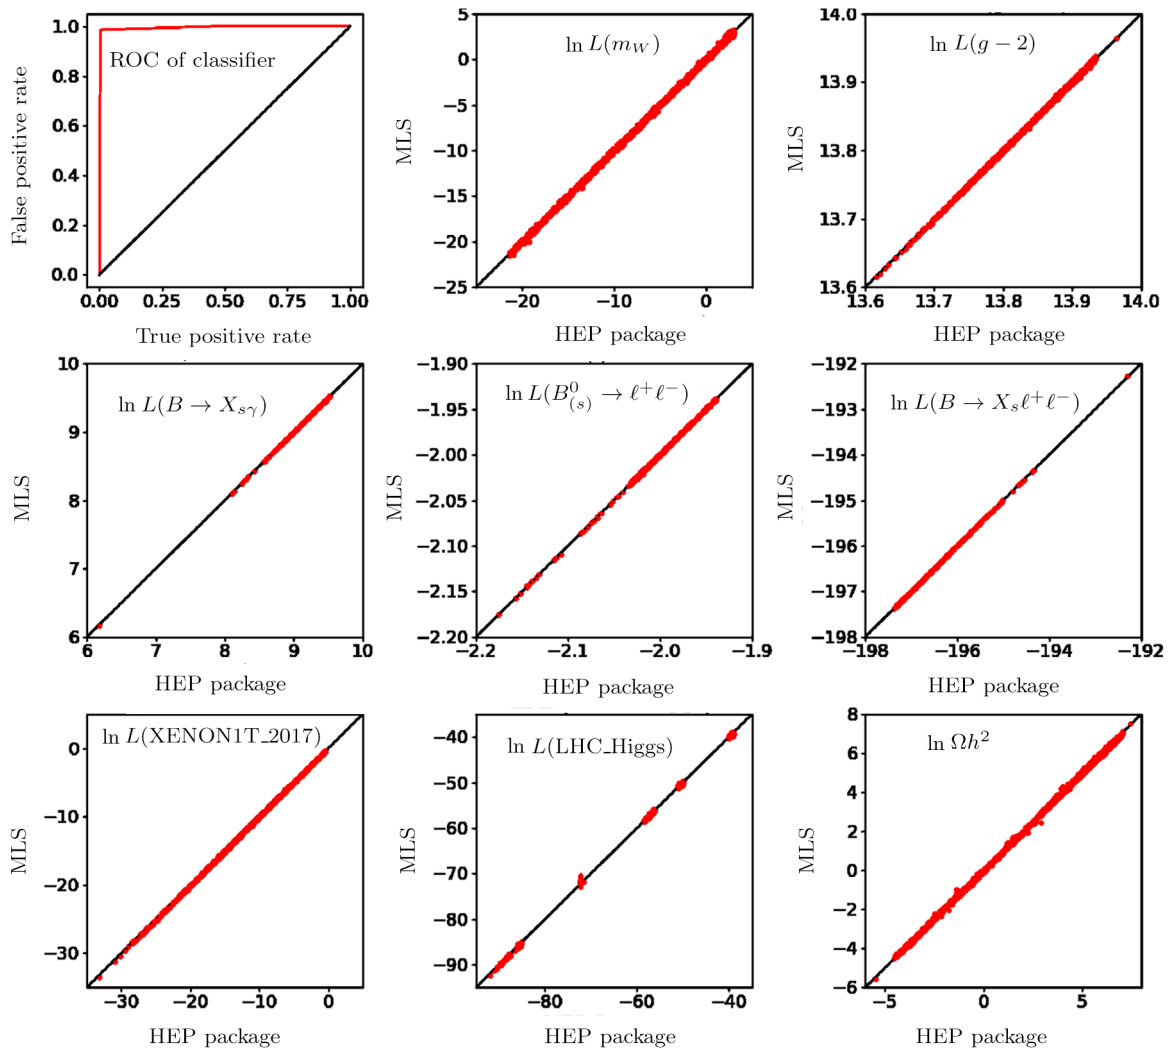 1.0
0.8
0.6
0.4
0.2
0.0
0.00 0.25 0.50 0.75 1.00
False positive rate
True positive rate
ROC of classifier
5
0
−5
−10
−15
−20
−25
−20 −10 0
MLS
HEP package
ln L(m_W)
14.0
13.9
13.8
13.7
13.6
13.6 13.7 13.8 13.9 14.0
MLS
HEP package
ln L(g − 2)
10
9
8
7
6
6 7 8 9 10
MLS
HEP package
ln L(B → X_{sγ})
−1.90
−1.95
−2.00
−2.05
−2.10
−2.15
−2.20
−2.2 −2.1 −2.0 −1.9
MLS
HEP package
ln L(B^0_{(s)} → ℓ^+ℓ^−)
−192
−193
−194
−195
−196
−197
−198
−198 −196 −194 −192
MLS
HEP package
ln L(B → X_sℓ^+ℓ^−)
0
−10
−20
−30
−30 −20 −10 0
MLS
HEP package
ln L(XENON1T_2017)
−40
−50
−60
−70
−80
−90
−80 −60 −40
MLS
HEP package
ln L(LHC_Higgs)
8
6
4
2
0
−2
−4
−6
−5 0 5
MLS
HEP package
ln Ωh²